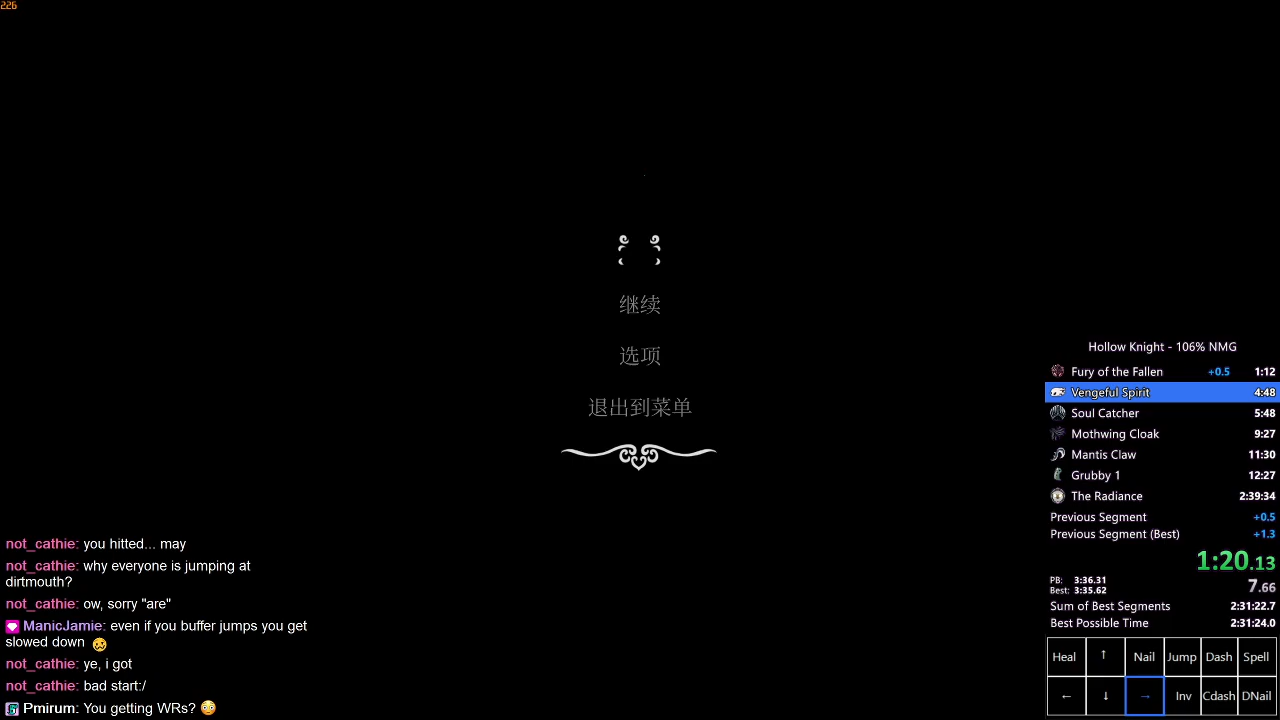 226
继续
选项
退出到菜单
Hollow Knight - 106% NMG
Fury of the Fallen +0.5 1:12
Vengeful Spirit 4:48
Soul Catcher 5:48
Mothwing Cloak 9:27
Mantis Claw 11:30
Grubby 1 12:27
The Radiance 2:39:34
Previous Segment +0.5
Previous Segment (Best) +1.3
1:20.13
PB: 3:36.31
Best: 3:35.62
7.66
Sum of Best Segments 2:31:22.7
Best Possible Time 2:31:24.0
Heal ↑ Nail Jump Dash Spell
← ↓ → Inv Cdash DNail
not_cathie: you hitted... may
not_cathie: why everyone is jumping at
dirtmouth?
not_cathie: ow, sorry "are"
ManicJamie: even if you buffer jumps you get
slowed down
not_cathie: ye, i got
not_cathie: bad start:/
Pmirum: You getting WRs? 😳